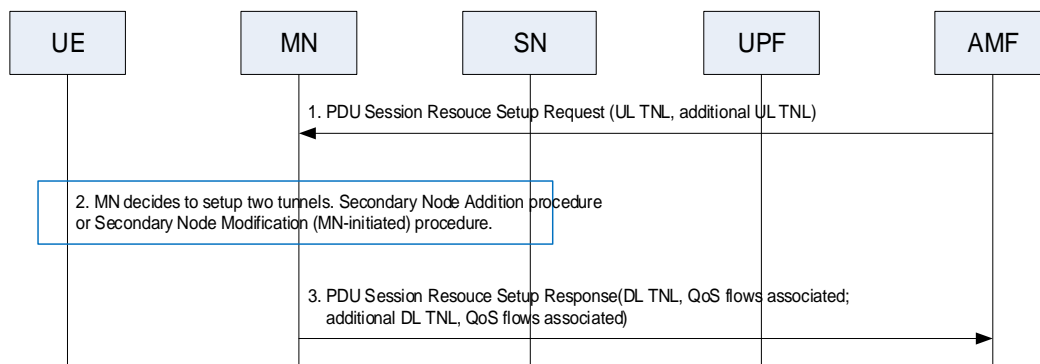 UE
MN
SN
UPF
AMF
1. PDU Session Resouce Setup Request (UL TNL, additional UL TNL)
2. MN decides to setup two tunnels. Secondary Node Addition procedure
or Secondary Node Modification (MN-initiated) procedure.
3. PDU Session Resouce Setup Response(DL TNL, QoS flows associated;
additional DL TNL, QoS flows associated)